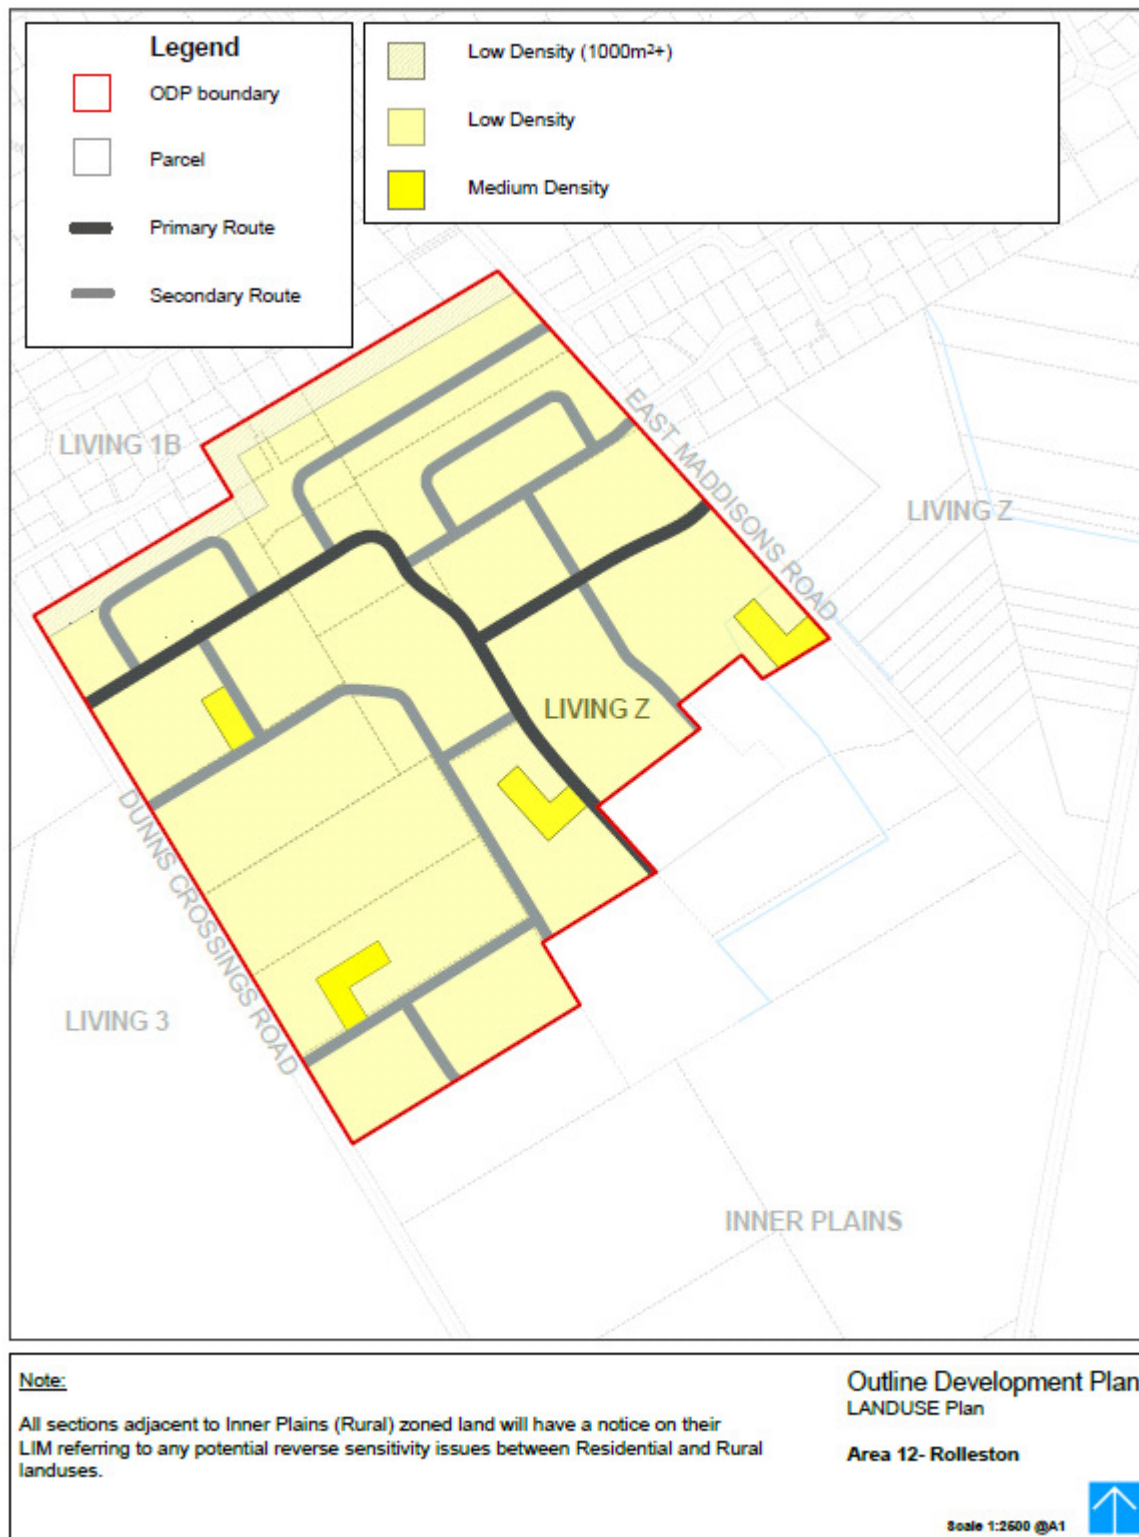 Legend
ODP boundary
Parcel
Primary Route
Secondary Route
Low Density (1000m²+)
Low Density
Medium Density
LIVING 1B
EAST MADDISONS ROAD
LIVING Z
LIVING Z
DUNNS CROSSINGS ROAD
LIVING 3
INNER PLAINS
Note:
All sections adjacent to Inner Plains (Rural) zoned land will have a notice on their
LIM referring to any potential reverse sensitivity issues between Residential and Rural
landuses.
Outline Development Plan
LANDUSE Plan
Area 12- Rolleston
Scale 1:2500 @A1